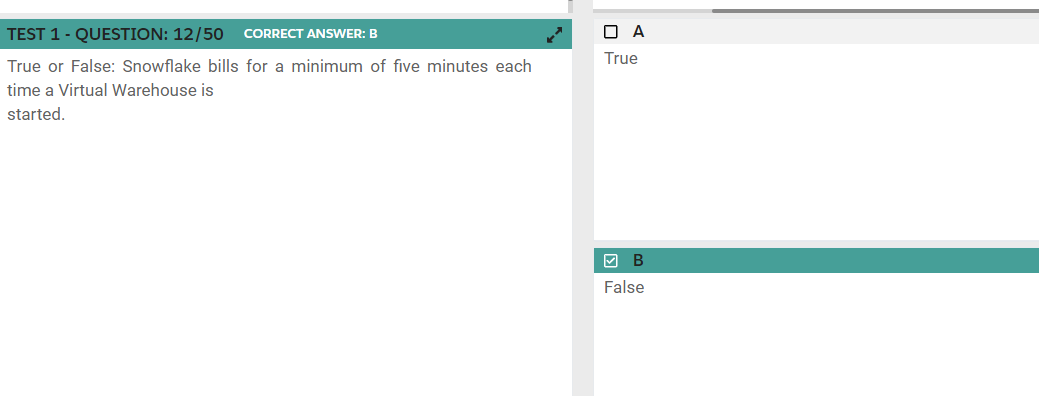 TEST 1 - QUESTION: 12/50 CORRECT ANSWER: B
True or False: Snowflake bills for a minimum of five minutes each
time a Virtual Warehouse is
started.
A
True
B
False